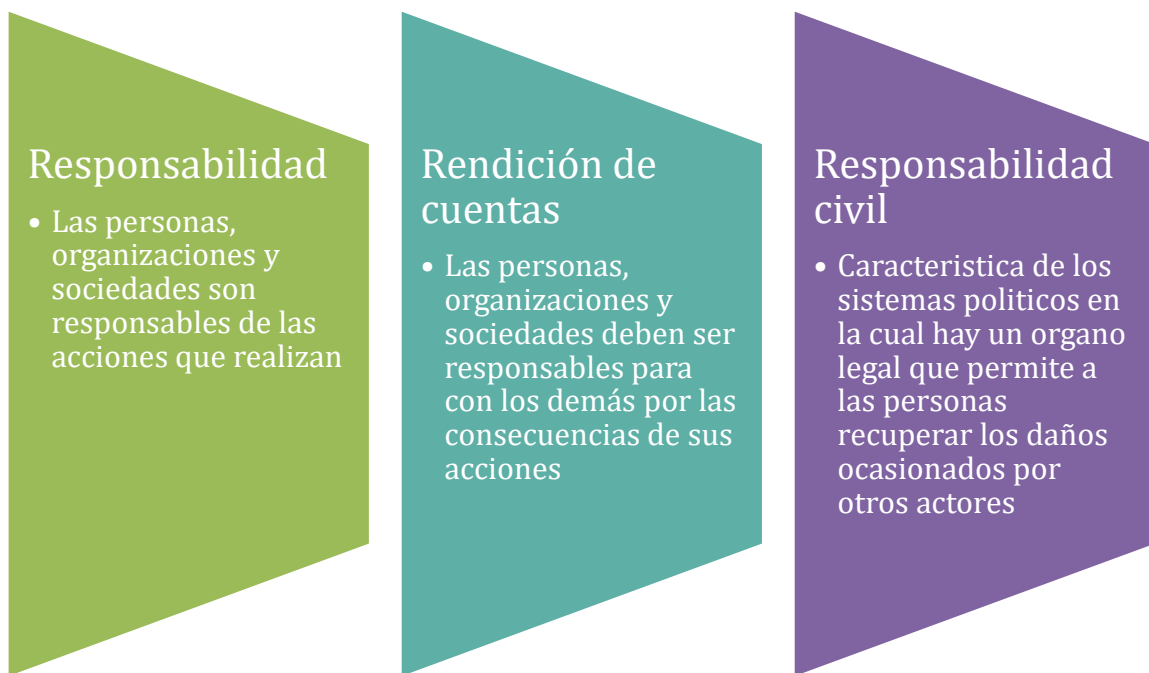 Responsabilidad
• Las personas,
organizaciones y
sociedades son
responsables de las
acciones que realizan
Rendición de
cuentas
• Las personas,
organizaciones y
sociedades deben ser
responsables para
con los demás por las
consecuencias de sus
acciones
Responsabilidad
civil
• Caracteristica de los
sistemas politicos en
la cual hay un organo
legal que permite a
las personas
recuperar los daños
ocasionados por
otros actores